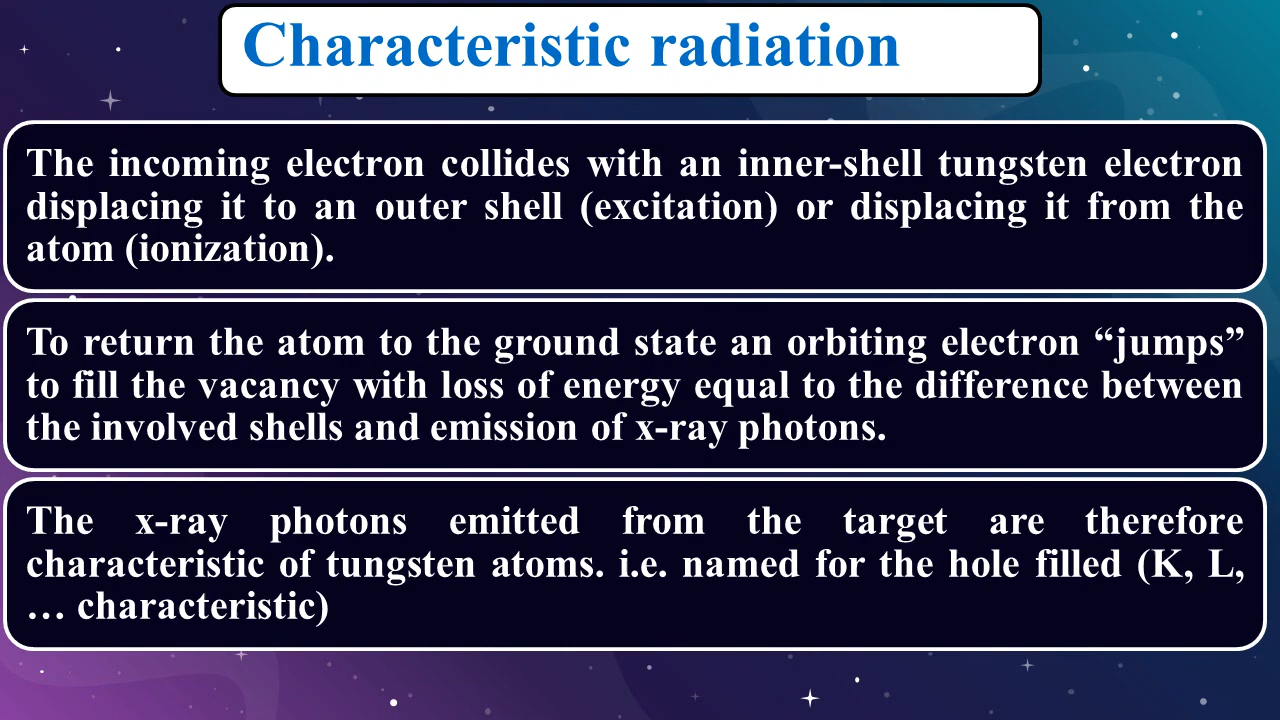 Characteristic radiation
The incoming electron collides with an inner-shell tungsten electron
displacing it to an outer shell (excitation) or displacing it from the
atom (ionization).
To return the atom to the ground state an orbiting electron “jumps”
to fill the vacancy with loss of energy equal to the difference between
the involved shells and emission of x-ray photons.
The x-ray photons emitted from the target are therefore
characteristic of tungsten atoms. i.e. named for the hole filled (K, L,
… characteristic)